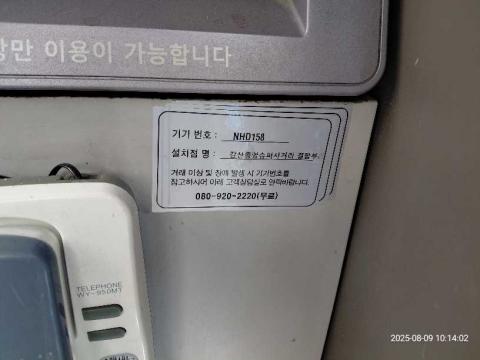 만 이용이 가능합니다
기기 번호 : NHD158
설치점 명 :
거래 이상 및 장애 발생 시 기기번호를
참고하시어 아래 고객상담실로 연락바랍니다.
080-920-2220(무료)
TELEPHONE
WY-950MT
2025-08-09 10:14:02